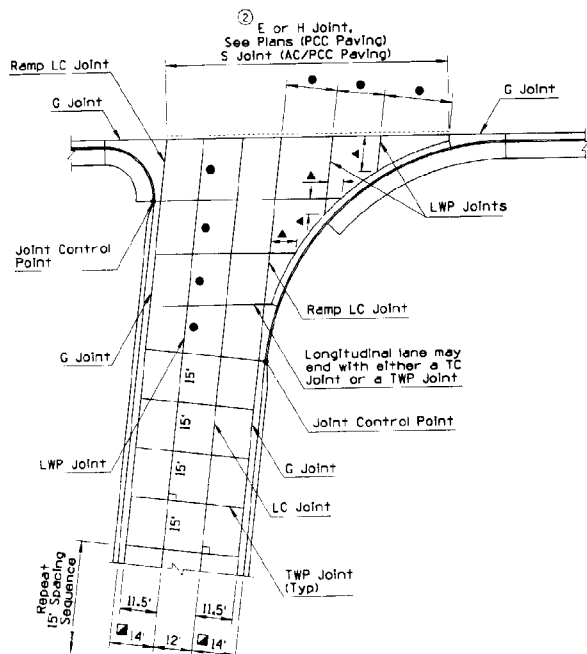 ②
E or H Joint,
See Plans (PCC Paving)
S Joint (AC/PCC Paving)
Ramp LC Joint
G Joint
G Joint
LWP Joints
Joint Control
Point
Ramp LC Joint
G Joint
Longitudinal lane may
end with either a TC
Joint or a TWP Joint
15'
Joint Control Point
15'
LWP Joint
15'
G Joint
15'
LC Joint
TWP Joint
(Typ)
Repeat
15' Spacing
Sequence
11.5'
11.5'
14'
12'
14'